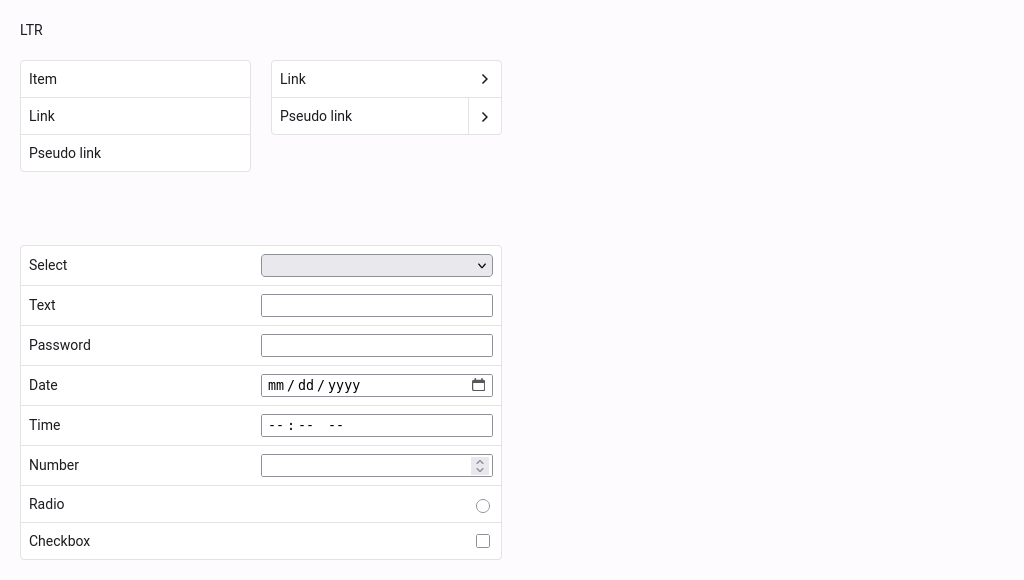 LTR
Item
Link
Pseudo link
Link
Pseudo link
Select
Text
Password
Date mm/dd/yyyy
Time --:-- --
Number
Radio
Checkbox